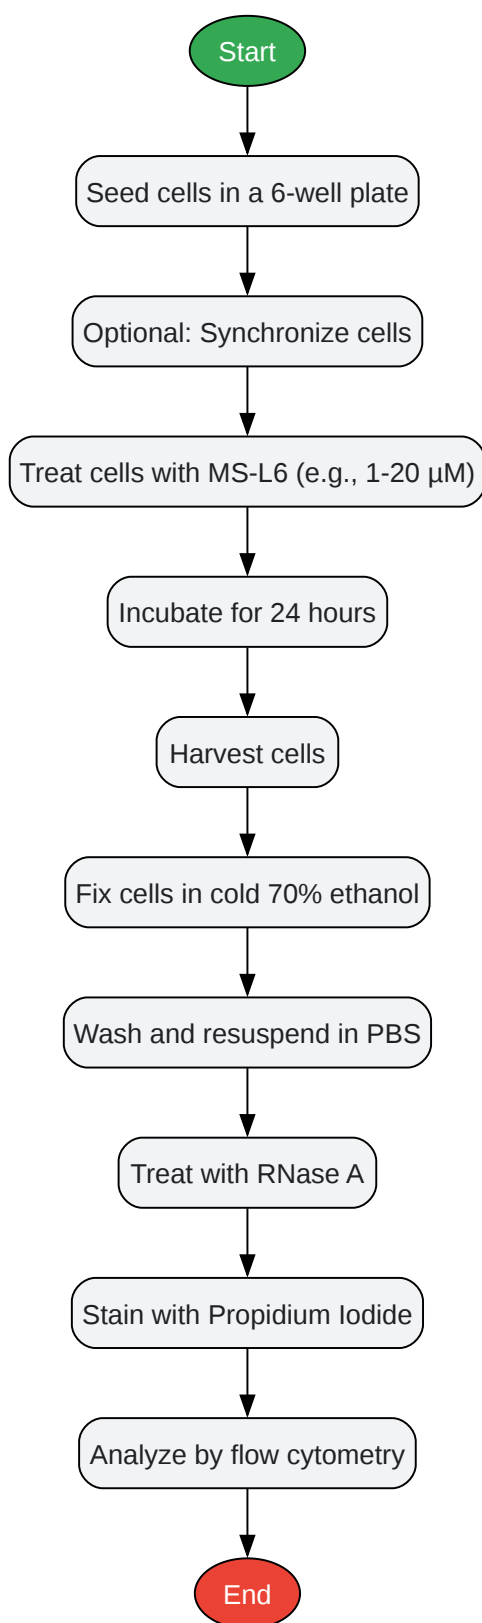 Start
Seed cells in a 6-well plate
Optional: Synchronize cells
Treat cells with MS-L6 (e.g., 1-20 µM)
Incubate for 24 hours
Harvest cells
Fix cells in cold 70% ethanol
Wash and resuspend in PBS
Treat with RNase A
Stain with Propidium Iodide
Analyze by flow cytometry
End